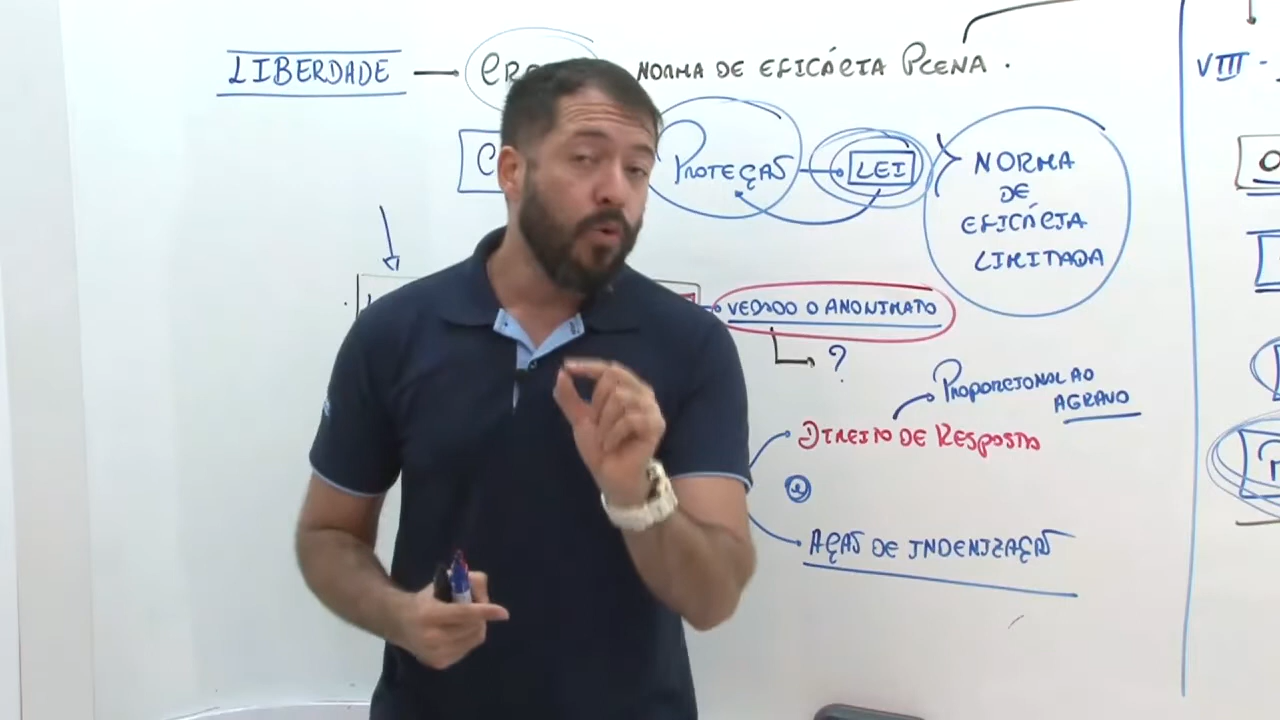 LIBERDADE
NORMA DE EFICÁCIA PLENA.
VIII -
PROTEÇÃO
LEI
NORMA
DE
EFICÁCIA
LIMITADA
VEDADO O ANONIMATO
?
PROPORCIONAL AO
AGRAVO
DIREITO DE RESPOSTA
e
AÇÃO DE INDENIZAÇÃO